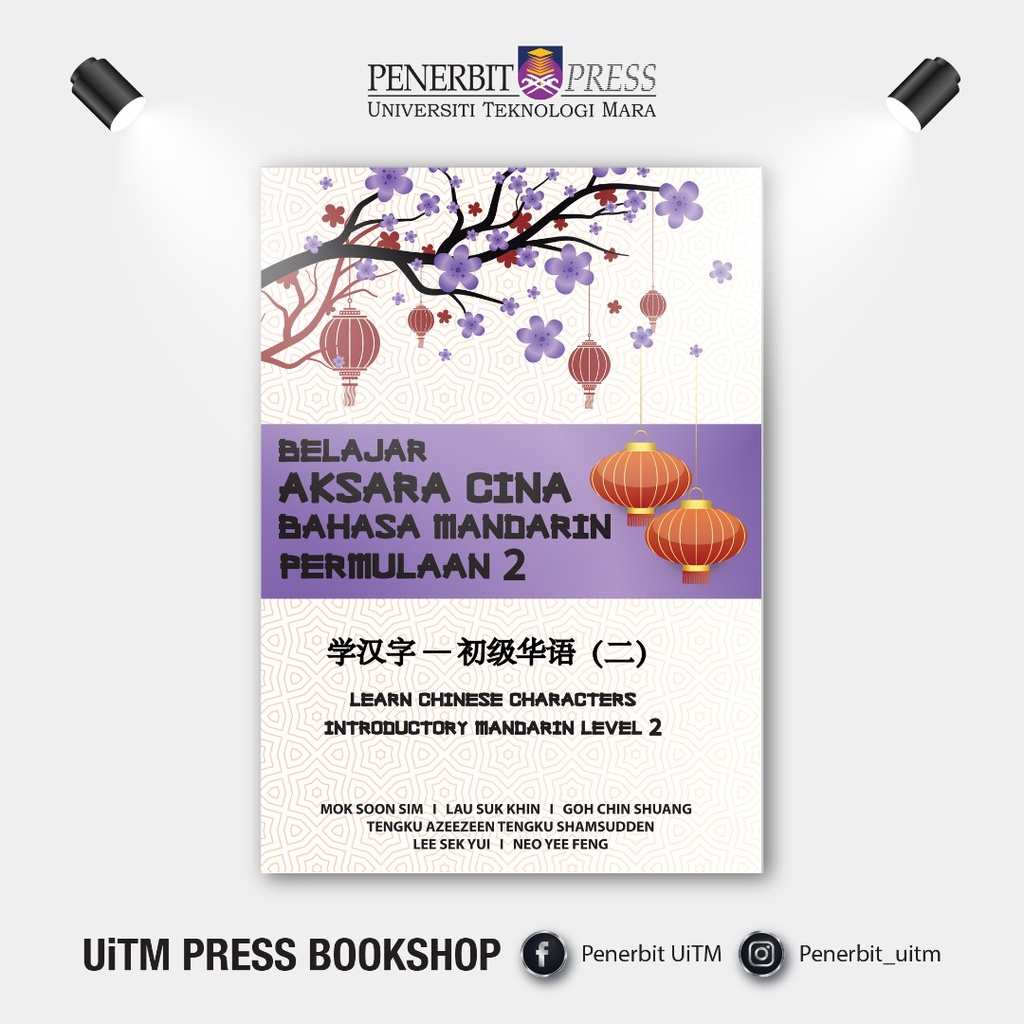 PENERBIT PRESS
UNIVERSITI TEKNOLOGI MARA
BELAJAR
AKSARA CINA
BAHASA MANDARIN
PERMULAAN 2
学汉字 — 初级华语 (二)
LEARN CHINESE CHARACTERS
INTRODUCTORY MANDARIN LEVEL 2
MOK SOON SIM I LAU SUK KHIN I GOH CHIN SHUANG
TENGKU AZEEZEEN TENGKU SHAMSUDDEN
LEE SEK YUI I NEO YEE FENG
UiTM PRESS BOOKSHOP Penerbit UiTM Penerbit_uitm